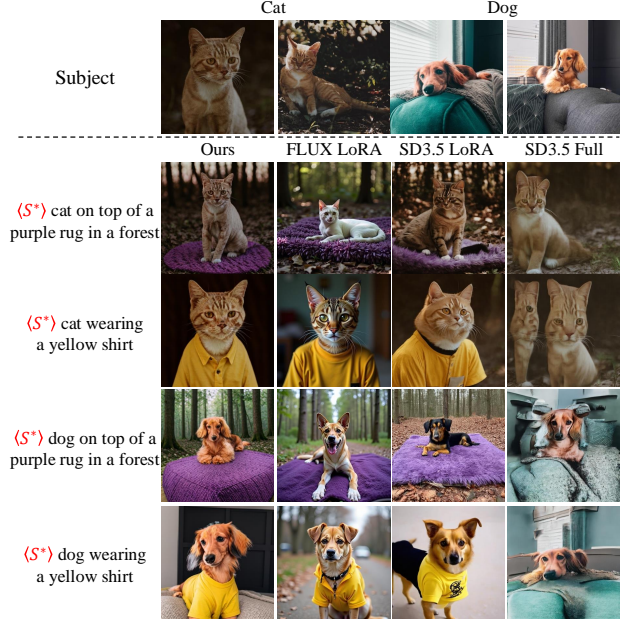 Cat Dog
Subject
Ours FLUX LoRA SD3.5 LoRA SD3.5 Full
⟨S*⟩ cat on top of a
purple rug in a forest
⟨S*⟩ cat wearing
a yellow shirt
⟨S*⟩ dog on top of a
purple rug in a forest
⟨S*⟩ dog wearing
a yellow shirt